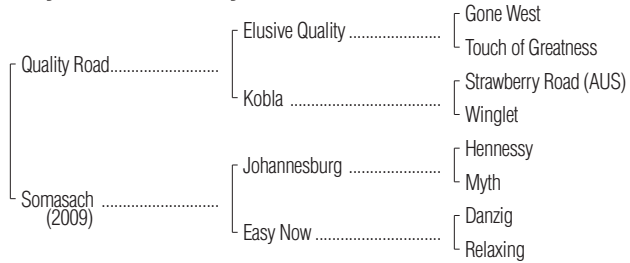 Gone West
Elusive Quality ....................
Touch of Greatness
Quality Road........................
Strawberry Road (AUS)
Kobla .................................
Winglet
Hennessy
Johannesburg ....................
Myth
Somasach .........................
(2009)
Danzig
Easy Now ...........................
Relaxing